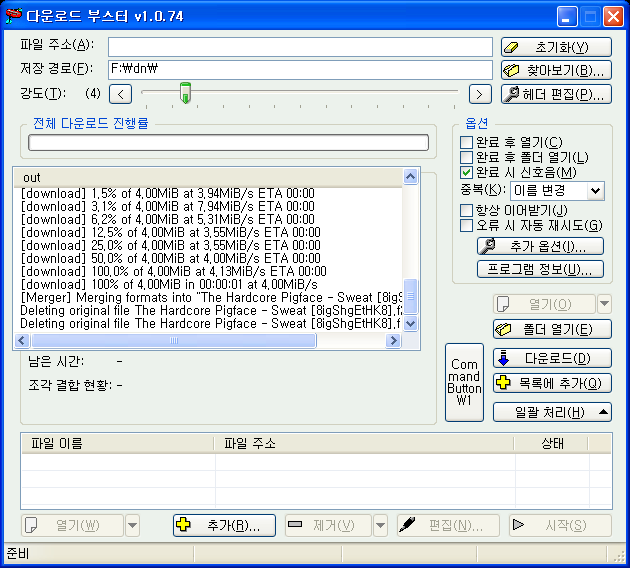 다운로드 부스터 v1.0.74
파일 주소(A):
초기화(Y)
저장 경로(F):
F:\dn\
찾아보기(B)...
강도(T):
(4)
헤더 편집(P)...
전체 다운로드 진행률
옵션
완료 후 열기(C)
완료 후 폴더 열기(L)
완료 시 신호음(M)
중복(K):
이름 변경
항상 이어받기(J)
오류 시 자동 재시도(G)
추가 옵션(I)...
프로그램 정보(U)...
out
[download] 1,5% of 4,00MiB at 3,94MiB/s ETA 00:00
[download] 3,1% of 4,00MiB at 7,94MiB/s ETA 00:00
[download] 6,2% of 4,00MiB at 5,31MiB/s ETA 00:00
[download] 12,5% of 4,00MiB at 3,55MiB/s ETA 00:00
[download] 25,0% of 4,00MiB at 3,55MiB/s ETA 00:00
[download] 50,0% of 4,00MiB at 4,00MiB/s ETA 00:00
[download] 100,0% of 4,00MiB at 4,13MiB/s ETA 00:00
[download] 100% of 4,00MiB in 00:00:01 at 4,00MiB/s
[Merger] Merging formats into "The Hardcore Pigface - Sweat [8igS
Deleting original file The Hardcore Pigface - Sweat [8igShgEtHK8],f
Deleting original file The Hardcore Pigface - Sweat [8igShgEtHK8],f
열기(O)
폴더 열기(E)
남은 시간:
-
조각 결합 현황: -
Com
mand
Button
W1
다운로드(D)
목록에 추가(Q)
일괄 처리(H)
파일 이름
파일 주소
상태
열기(W)
추가(R)...
제거(V)
편집(N)...
시작(S)
준비